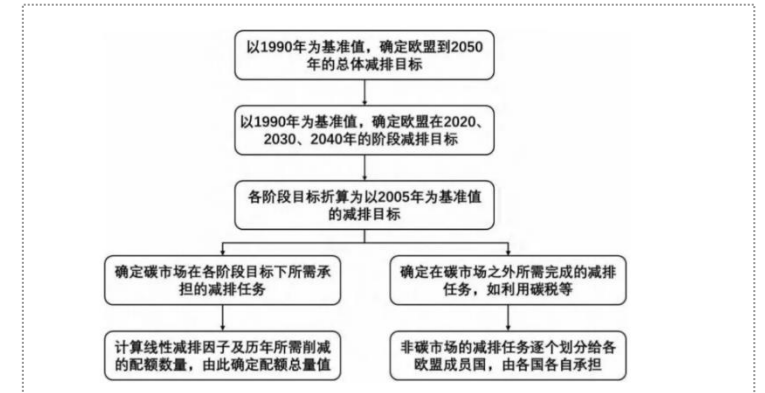 以1990年为基准值，确定欧盟到2050
年的总体减排目标
以1990年为基准值，确定欧盟在2020、
2030、2040年的阶段减排目标
各阶段目标折算为以2005年为基准值
的减排目标
确定碳市场在各阶段目标下所需承
担的减排任务
确定在碳市场之外所需完成的减排
任务，如利用碳税等
计算线性减排因子及历年所需削减
的配额数量，由此确定配额总量值
非碳市场的减排任务逐个划分给各
欧盟成员国，由各国各自承担